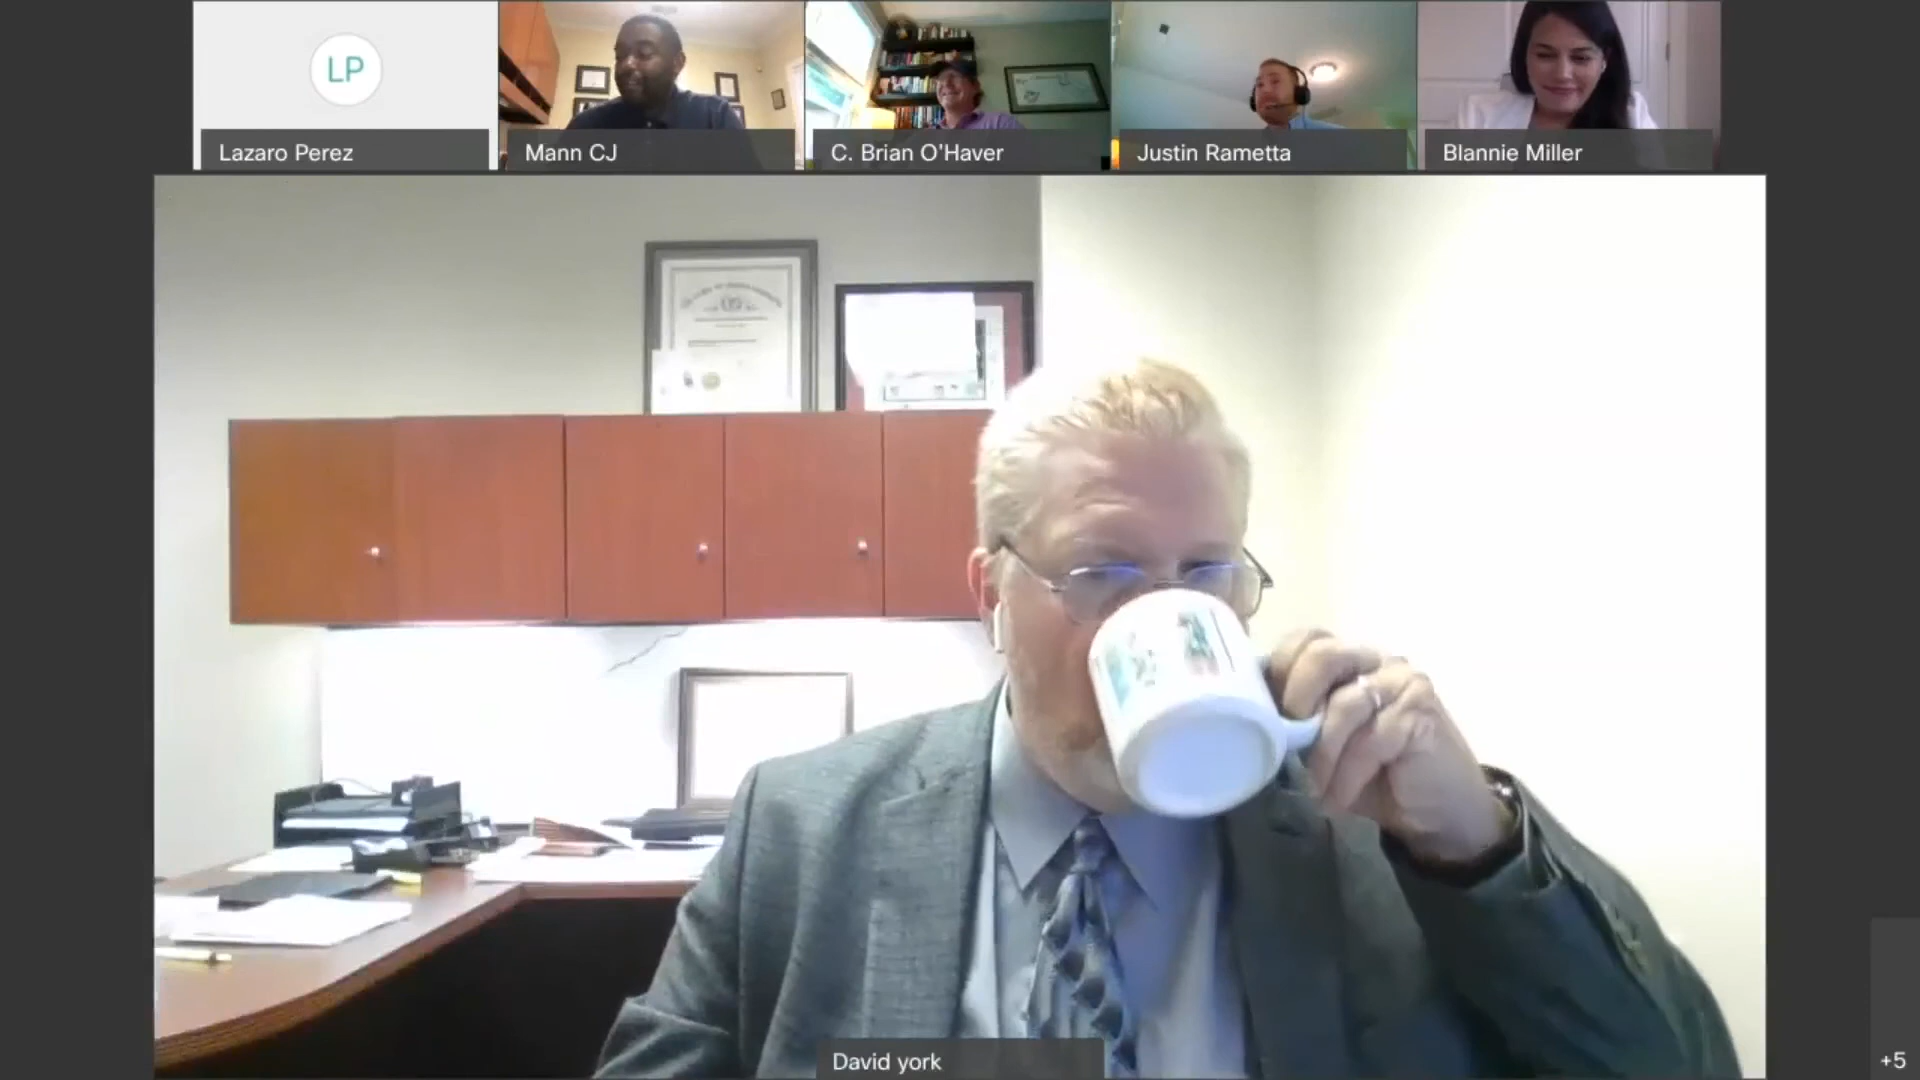 LP
Lazaro Perez
Mann CJ
C. Brian O'Haver
Justin Rametta
Blannie Miller
David york
+5